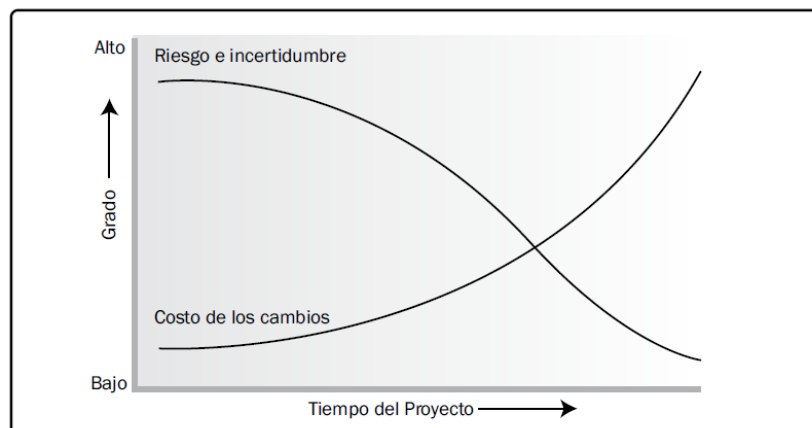 Alto
Riesgo e incertidumbre
Grado
Costo de los cambios
Bajo
Tiempo del Proyecto